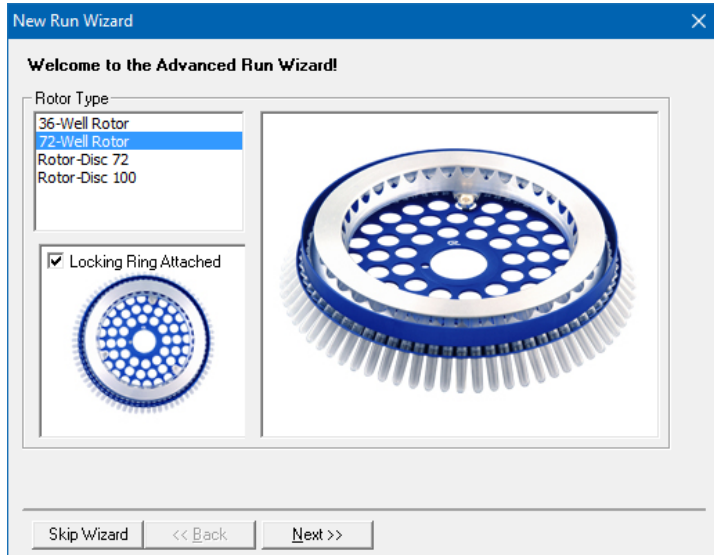 New Run Wizard
Welcome to the Advanced Run Wizard!
Rotor Type
36-Well Rotor
72-Well Rotor
Rotor-Disc 72
Rotor-Disc 100
Locking Ring Attached
Skip Wizard
<< Back
Next >>